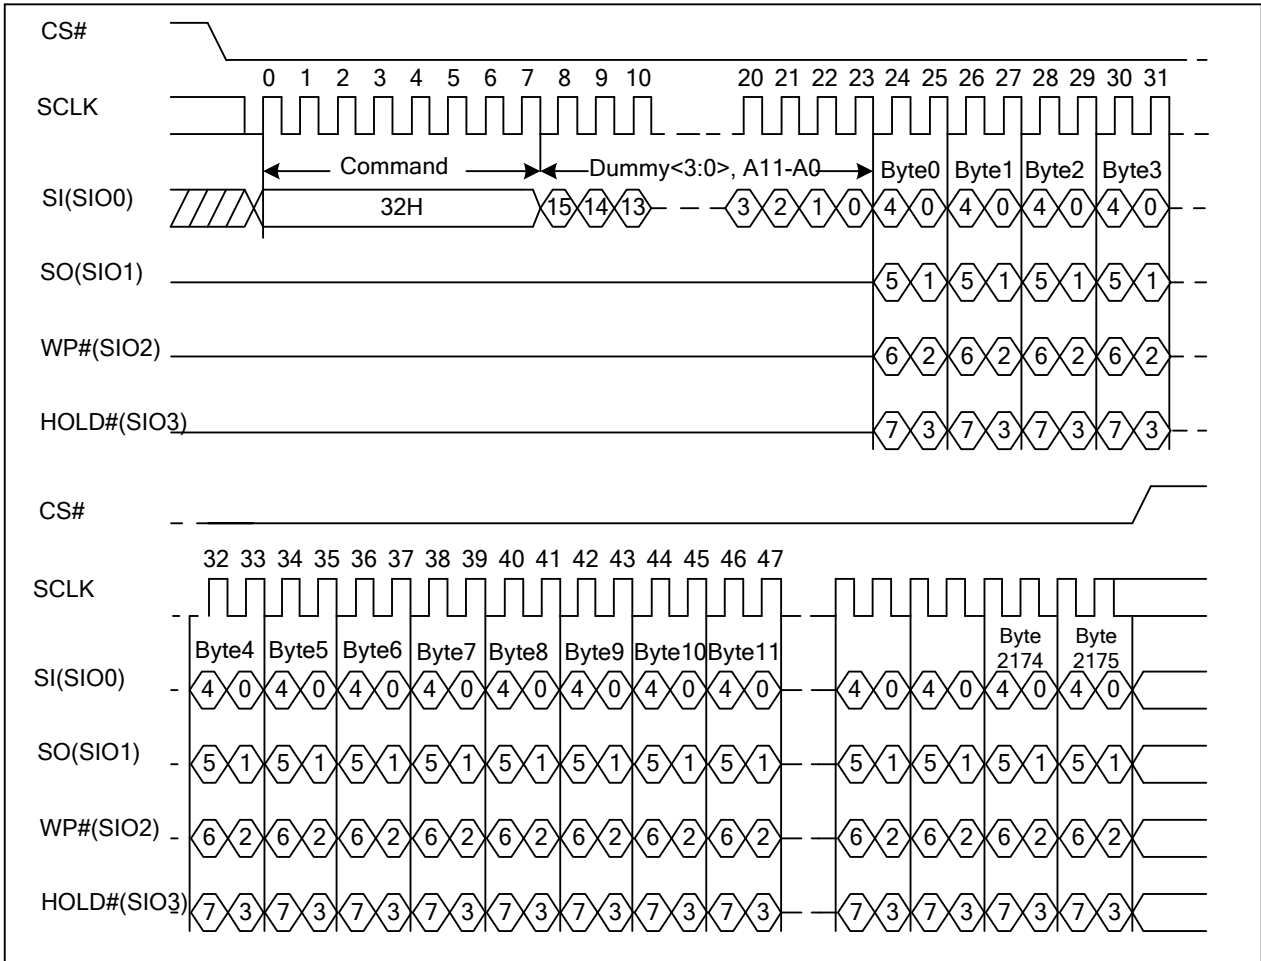 CS#
0 1 2 3 4 5 6 7 8 9 10 20 21 22 23 24 25 26 27 28 29 30 31
SCLK
Command Dummy<3:0>, A11-A0 Byte0 Byte1 Byte2 Byte3
SI(SIO0) 32H 15 14 13 3 2 1 0 4 0 4 0 4 0 4 0
SO(SIO1) 5 1 5 1 5 1 5 1
WP#(SIO2) 6 2 6 2 6 2 6 2
HOLD#(SIO3) 7 3 7 3 7 3 7 3
CS#
32 33 34 35 36 37 38 39 40 41 42 43 44 45 46 47
SCLK
Byte4 Byte5 Byte6 Byte7 Byte8 Byte9 Byte10 Byte11 Byte 2174 Byte 2175
SI(SIO0) 4 0 4 0 4 0 4 0 4 0 4 0 4 0 4 0 4 0 4 0 4 0 4 0
SO(SIO1) 5 1 5 1 5 1 5 1 5 1 5 1 5 1 5 1 5 1 5 1 5 1 5 1
WP#(SIO2) 6 2 6 2 6 2 6 2 6 2 6 2 6 2 6 2 6 2 6 2 6 2 6 2
HOLD#(SIO3) 7 3 7 3 7 3 7 3 7 3 7 3 7 3 7 3 7 3 7 3 7 3 7 3